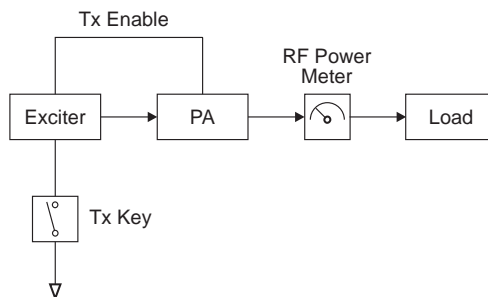 Tx Enable
RF Power
Meter
Exciter
PA
Load
Tx Key